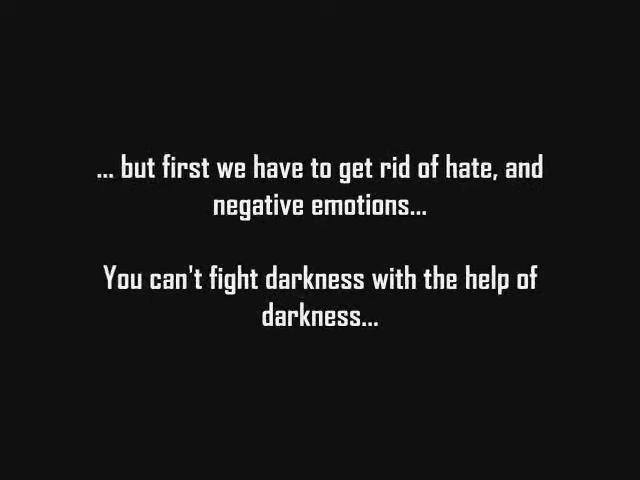 ... but first we have to get rid of hate, and
negative emotions...
You can't fight darkness with the help of
darkness...